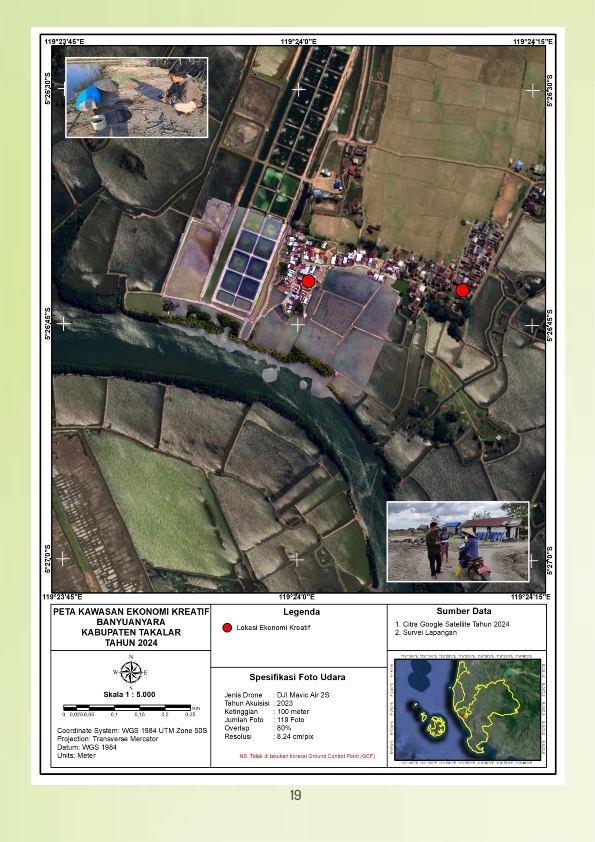 119°23'45"E 119°24'0"E 119°24'15"E
5°26'30"S 5°26'30"S
5°26'45"S 5°26'45"S
5°27'0"S
119°23'45"E 119°24'0"E 119°24'15"E
PETA KAWASAN EKONOMI KREATIF
BANYUANYARA
KABUPATEN TAKALAR
TAHUN 2024
N
W E
S
Skala 1 : 5.000
Km
0 0,025 0,05 0,1 0,15 0,2 0,25
Coordinate System: WGS 1984 UTM Zone 50S
Projection: Transverse Mercator
Datum: WGS 1984
Units: Meter
Legenda
Lokasi Ekonomi Kreatif
Spesifikasi Foto Udara
Jenis Drone : DJI Mavic Air 2S
Tahun Akuisisi : 2023
Ketinggian : 100 meter
Jumlah Foto : 119 Foto
Overlap : 80%
Resolusi : 8,24 cm/pix
NB: Tidak di lakukan koreksi Ground Control Point (GCP)
Sumber Data
1. Citra Google Satellite Tahun 2024
2. Survei Lapangan
19